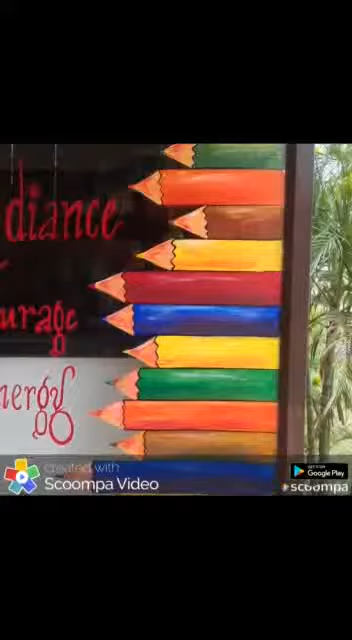 diance
urage
nergy
created with
Scoompa Video
GET IT ON
Google Play
scoompa